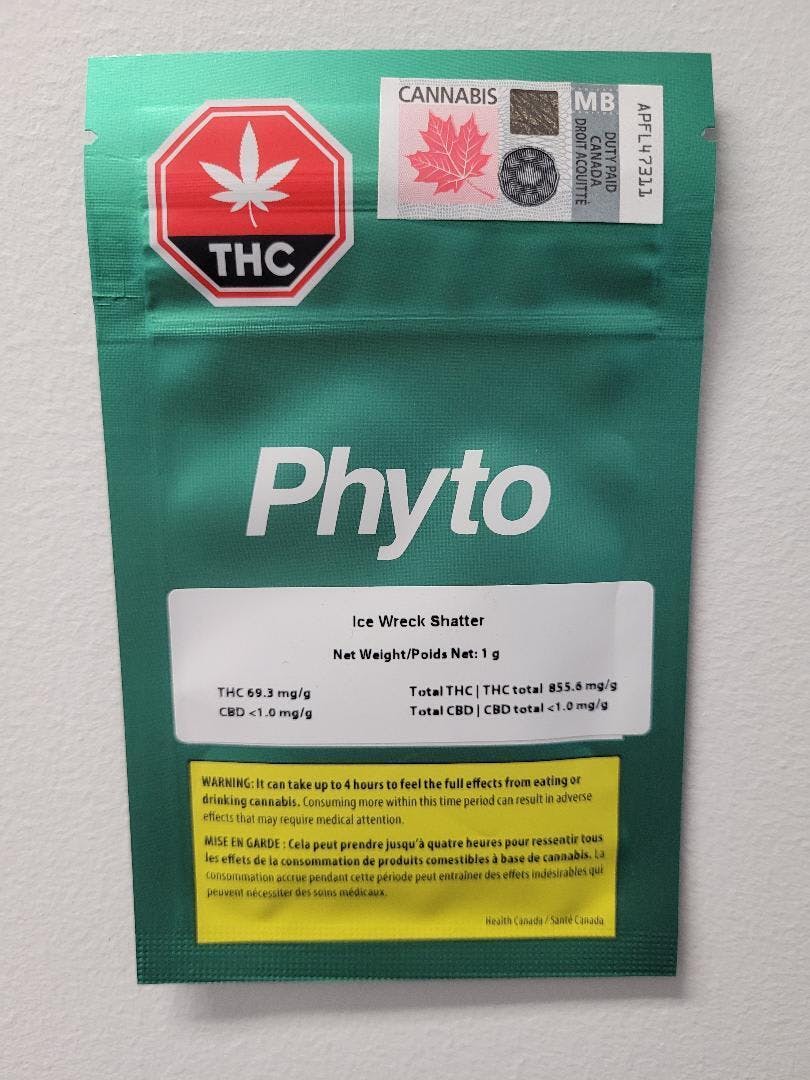 CANNABIS
MB
DUTY PAID
CANADA
DROIT ACQUITTÉ
APFL47311
THC
Phyto
Ice Wreck Shatter
Net Weight/Poids Net: 1 g
THC 69.3 mg/g
Total THC | THC total 855.6 mg/g
CBD <1.0 mg/g
Total CBD | CBD total <1.0 mg/g
WARNING: It can take up to 4 hours to feel the full effects from eating or
drinking cannabis. Consuming more within this time period can result in adverse
effects that may require medical attention.
MISE EN GARDE : Cela peut prendre jusqu'à quatre heures pour ressentir tous
les effets de la consommation de produits comestibles à base de cannabis. La
consommation accrue pendant cette période peut entraîner des effets indésirables qui
peuvent nécessiter des soins médicaux.
Health Canada / Santé Canada